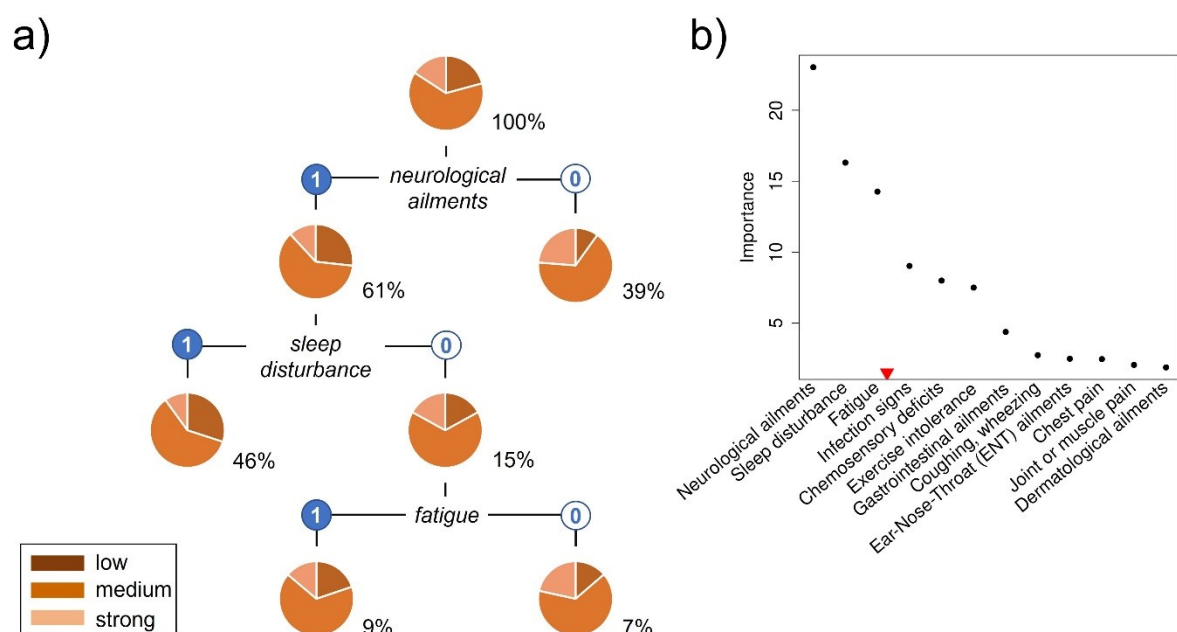 a)
100%
1
0
neurological
ailments
61%
39%
1
0
sleep
disturbance
46%
15%
1
0
fatigue
9%
7%
low
medium
strong
b)
Importance
20
15
10
5
Neurological ailments
Sleep disturbance
Fatigue
Infection signs
Chemosensory deficits
Exercise intolerance
Gastrointestinal ailments
Coughing, wheezing
Ear-Nose-Throat (ENT) ailments
Chest pain
Joint or muscle pain
Dermatological ailments